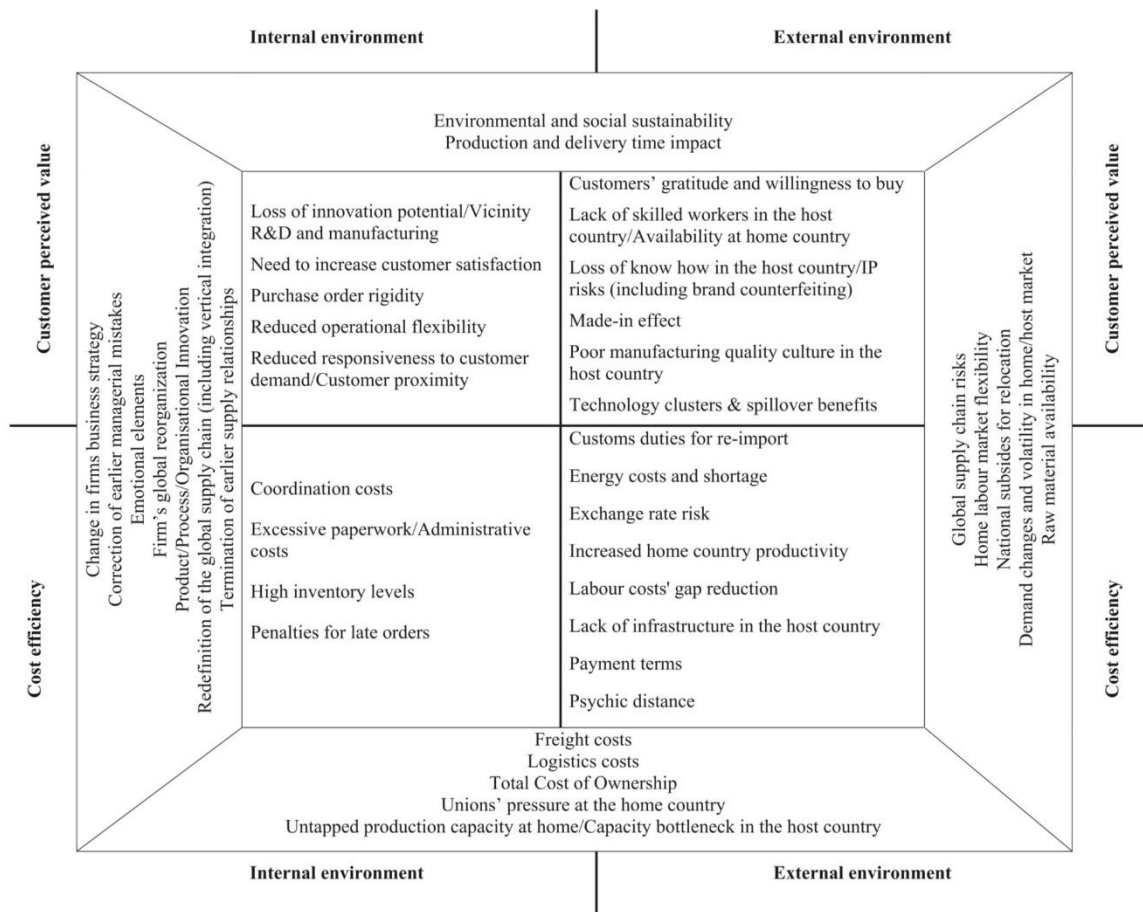 Internal environment
External environment
Environmental and social sustainability
Production and delivery time impact
Customer perceived value
Cost efficiency
Change in firms business strategy
Correction of earlier managerial mistakes
Emotional elements
Firm's global reorganization
Product/Process/Organisational Innovation
Redefinition of the global supply chain (including vertical integration)
Termination of earlier supply relationships
Loss of innovation potential/Vicinity
R&D and manufacturing
Need to increase customer satisfaction
Purchase order rigidity
Reduced operational flexibility
Reduced responsiveness to customer
demand/Customer proximity
Customers' gratitude and willingness to buy
Lack of skilled workers in the host
country/Availability at home country
Loss of know how in the host country/IP
risks (including brand counterfeiting)
Made-in effect
Poor manufacturing quality culture in the
host country
Technology clusters & spillover benefits
Coordination costs
Excessive paperwork/Administrative
costs
High inventory levels
Penalties for late orders
Customs duties for re-import
Energy costs and shortage
Exchange rate risk
Increased home country productivity
Labour costs' gap reduction
Lack of infrastructure in the host country
Payment terms
Psychic distance
Global supply chain risks
Home labour market flexibility
National subsides for relocation
Demand changes and volatility in home/host market
Raw material availability
Customer perceived value
Cost efficiency
Freight costs
Logistics costs
Total Cost of Ownership
Unions' pressure at the home country
Untapped production capacity at home/Capacity bottleneck in the host country
Internal environment
External environment